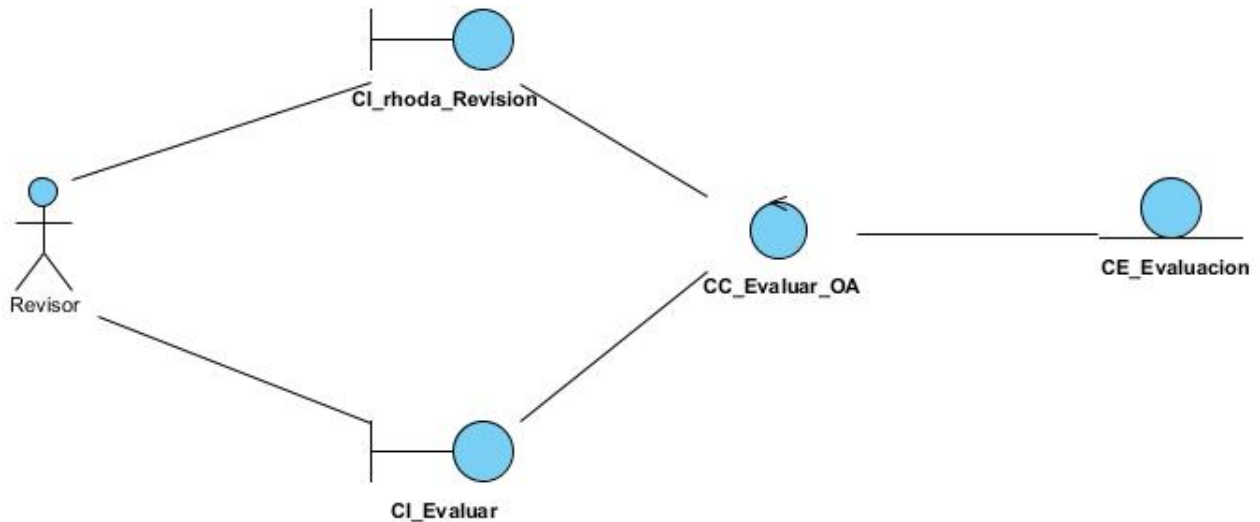 CI_rhoda_Revision
Revisor
CC_Evaluar_OA
CE_Evaluacion
CI_Evaluar